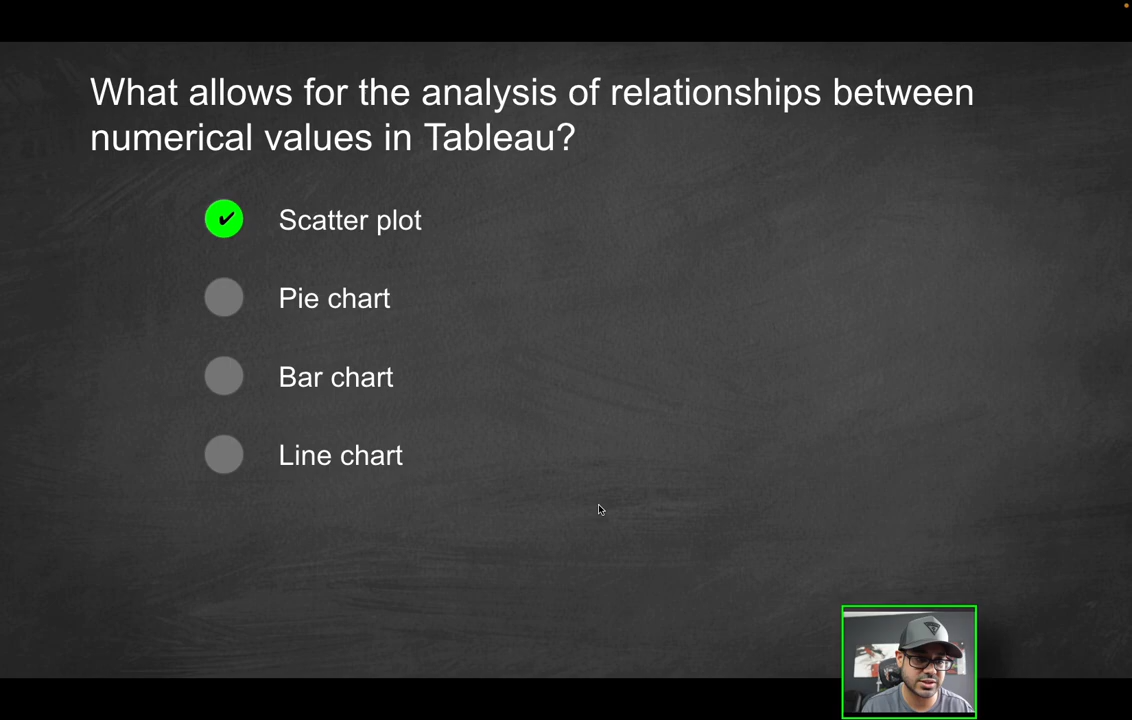 What allows for the analysis of relationships between
numerical values in Tableau?
Scatter plot
Pie chart
Bar chart
Line chart